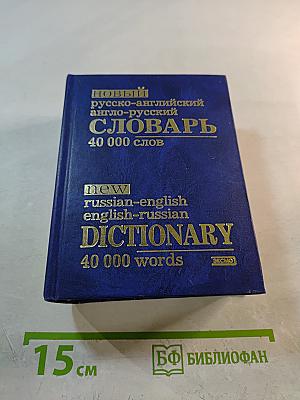 новый
русско-английский
англо-русский
СЛОВАРЬ
40 000 слов
new
russian-english
english-russian
DICTIONARY
40 000 words
ЭКСМО
15 см
БФ БИБЛИОФАН